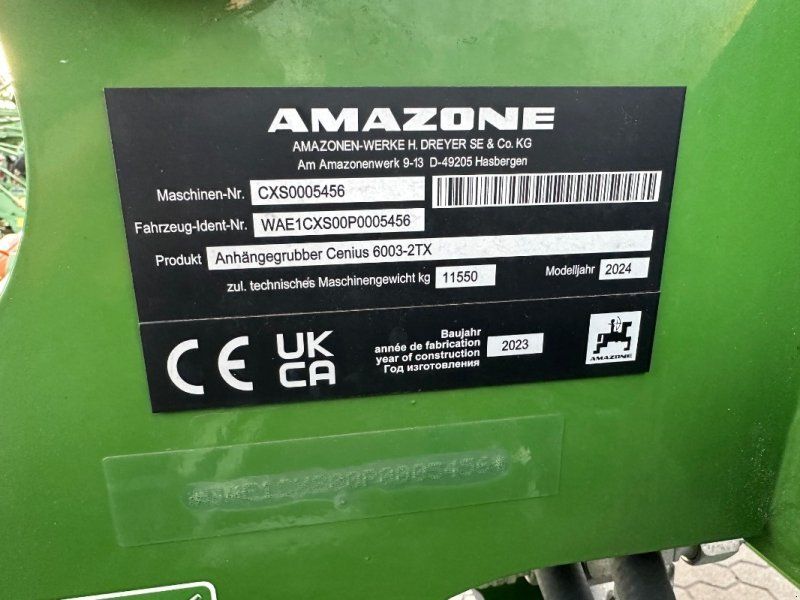 AMAZONE
AMAZONEN-WERKE H. DREYER SE & Co. KG
Am Amazonenwerk 9-13 D-49205 Hasbergen
Maschinen-Nr. CXS0005456
Fahrzeug-Ident-Nr. WAE1CXS00P0005456
Produkt Anhängegrubber Cenius 6003-2TX
zul. technisches Maschinengewicht kg 11550 Modelljahr 2024
CE UK CA
Baujahr
année de fabrication
year of construction 2023
Год изготовления
AMAZONE
WAE1CXS00P0005456